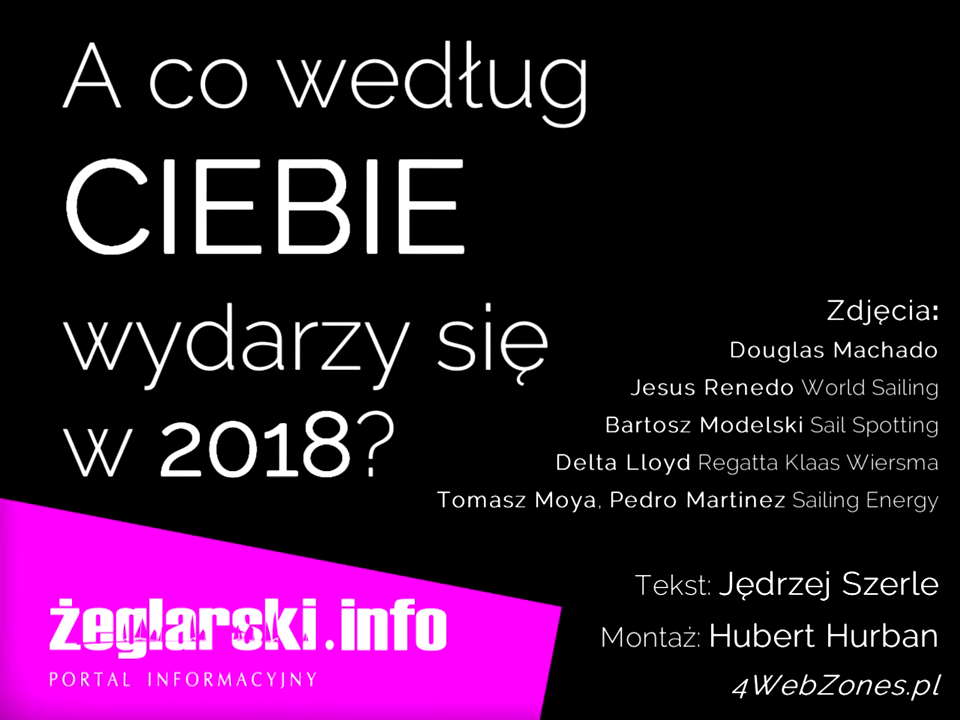 A co według
CIEBIE
wydarzy się
w 2018?
Zdjęcia:
Douglas Machado
Jesus Renedo World Sailing
Bartosz Modelski Sail Spotting
Delta Lloyd Regatta Klaas Wiersma
Tomasz Moya, Pedro Martinez Sailing Energy
Tekst: Jędrzej Szerle
Montaż: Hubert Hurban
4WebZones.pl
żeglarski.info
PORTAL INFORMACYJNY